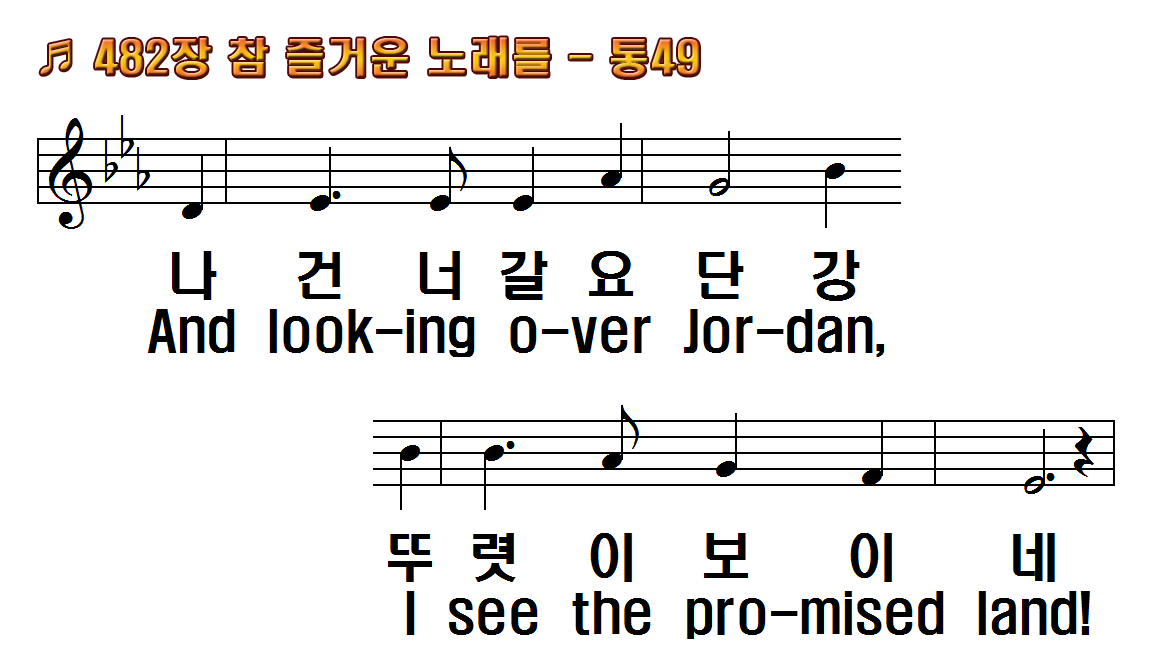 ♬ 482장 참 즐거운 노래를 - 통49
나 건 너 갈 요 단 강
And look-ing o-ver Jor-dan,
뚜 렷 이 보 이 네
I see the pro-mised land!